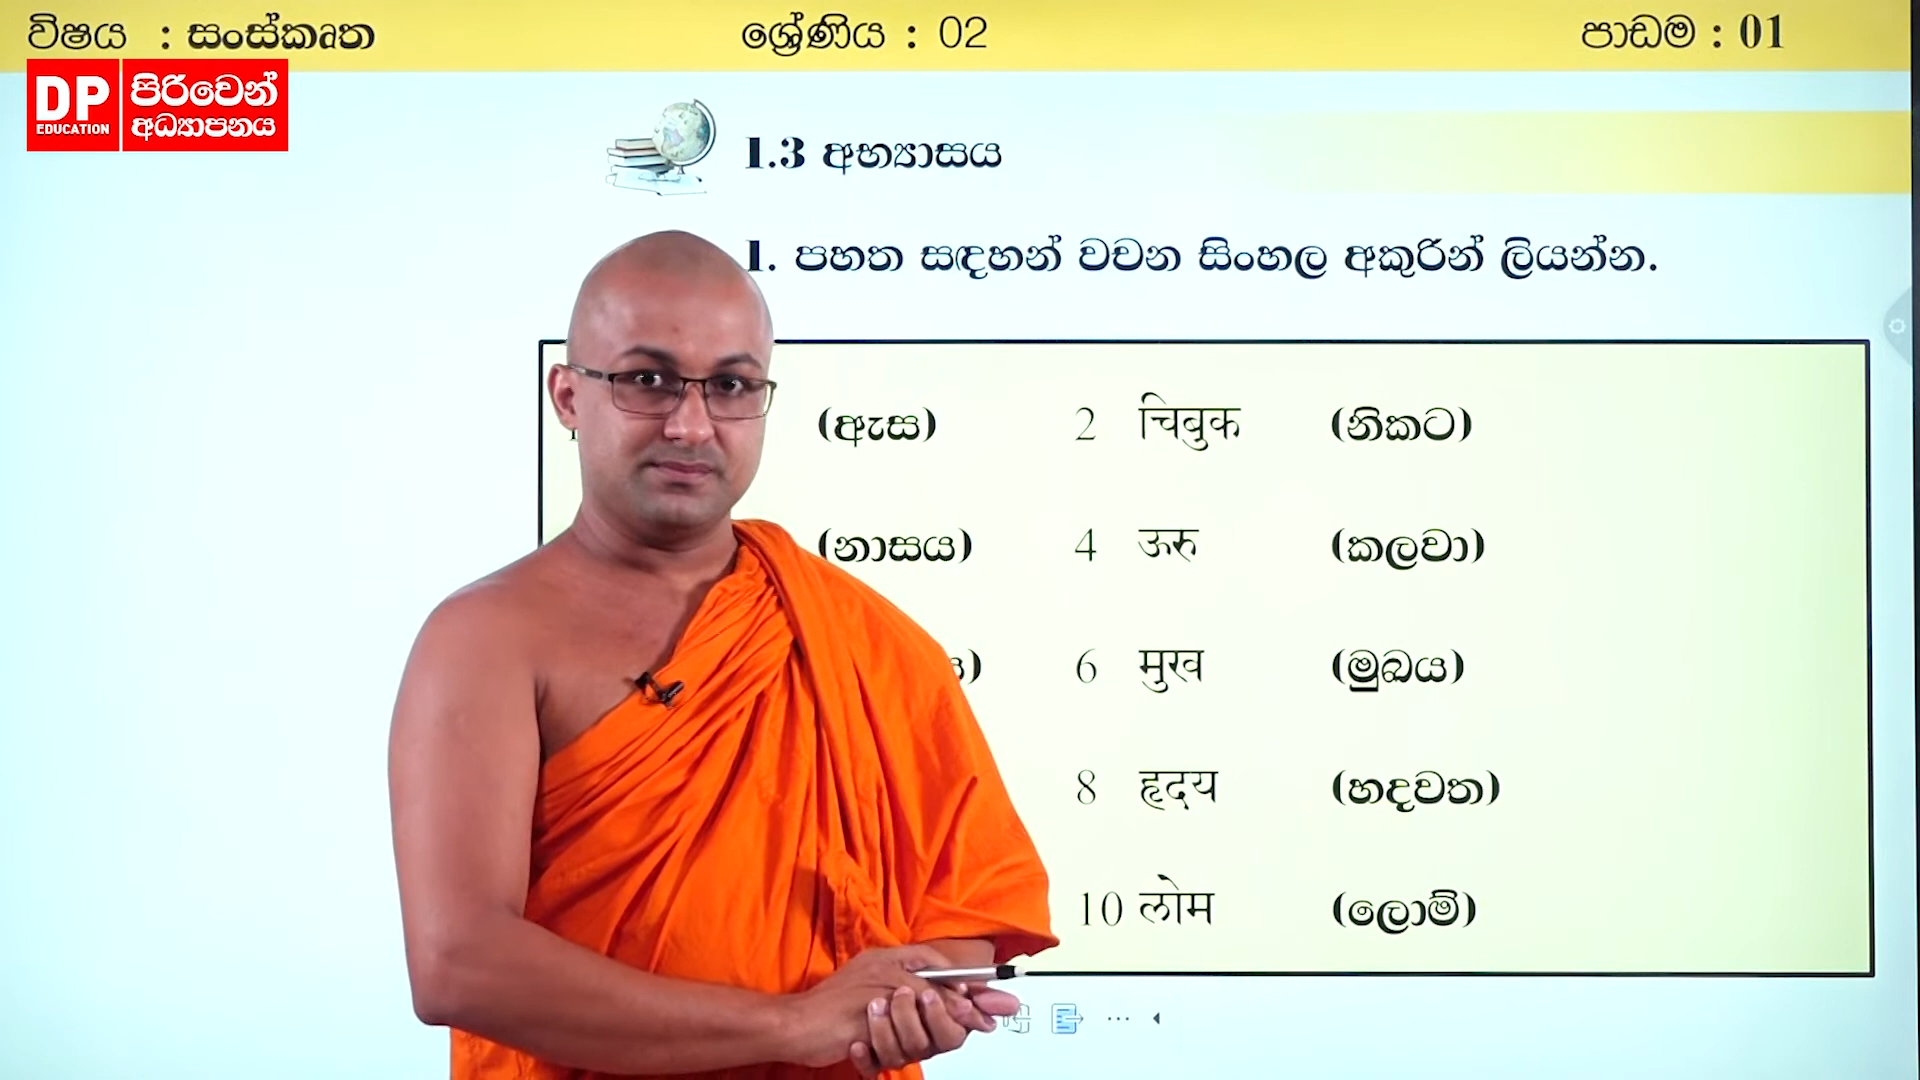 විෂය : සංස්කෘත ශ්‍රේණිය : 02 පාඩම : 01
DP EDUCATION
පිරිවෙන් අධ්‍යාපනය
1.3 අභ්‍යාසය
1. පහත සඳහන් වචන සිංහල අකුරින් ලියන්න.
(ඇස) 2 चिबुक (නිකට)
(නාසය) 4 ऊरु (කලවා)
6 मुख (මුඛය)
8 हृदय (හදවත)
10 लोम (ලොම්)